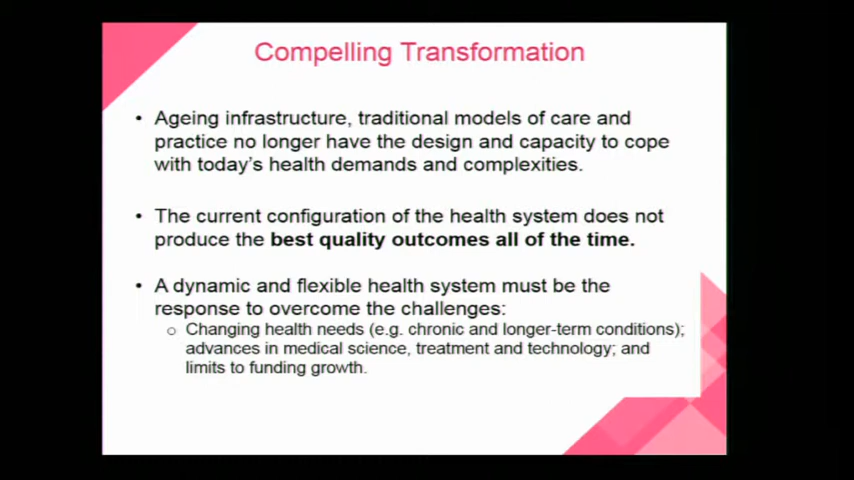 Compelling Transformation
• Ageing infrastructure, traditional models of care and
practice no longer have the design and capacity to cope
with today's health demands and complexities.
• The current configuration of the health system does not
produce the best quality outcomes all of the time.
• A dynamic and flexible health system must be the
response to overcome the challenges:
o Changing health needs (e.g. chronic and longer-term conditions);
advances in medical science, treatment and technology; and
limits to funding growth.